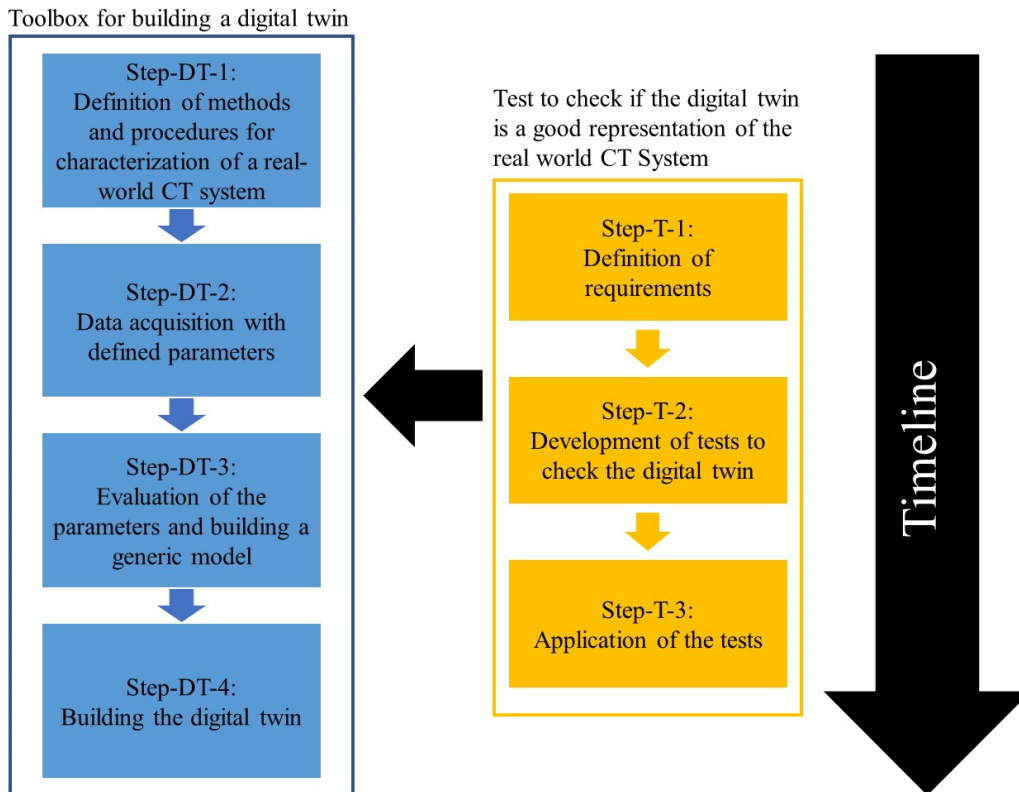 Toolbox for building a digital twin
Step-DT-1:
Definition of methods
and procedures for
characterization of a real-
world CT system
Step-DT-2:
Data acquisition with
defined parameters
Step-DT-3:
Evaluation of the
parameters and building a
generic model
Step-DT-4:
Building the digital twin
Test to check if the digital twin
is a good representation of the
real world CT System
Step-T-1:
Definition of
requirements
Step-T-2:
Development of tests to
check the digital twin
Step-T-3:
Application of the tests
Timeline